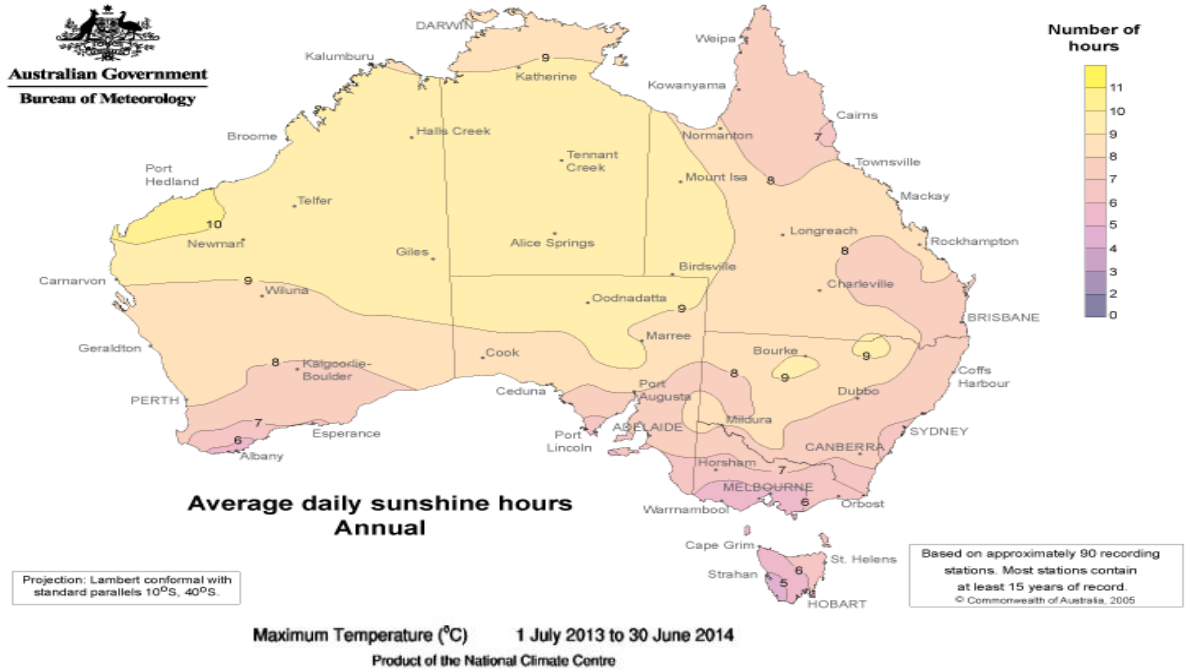 Australian Government
Bureau of Meteorology
DARWIN
Weipa
Kalumburu
Katherine
9
Kowanyama
Cairns
Broome
Halls Creek
Normanton
7
Tennant
Creek
Townsville
Port
Hedland
Mount Isa
8
Mackay
Telfer
10
Newman
Alice Springs
Longreach
Rockhampton
Giles
8
Birdsville
Carnarvon
9
Wiluna
Charleville
Oodnadatta
9
BRISBANE
Geraldton
Marree
Cook
Bourke
9
9
8
Kalgoorlie-
Boulder
8
Coffs
Harbour
PERTH
Ceduna
Port
Augusta
Dubbo
7
6
Esperance
Albany
Port
Lincoln
ADELAIDE
Mildura
SYDNEY
CANBERRA
Horsham
7
MELBOURNE
6
Warrnambool
Orbost
Cape Grim
St. Helens
Strahan
6
5
HOBART
Number of
hours
11
10
9
8
7
6
5
4
3
2
0
Average daily sunshine hours
Annual
Projection: Lambert conformal with
standard parallels 10°S, 40°S.
Based on approximately 90 recording
stations. Most stations contain
at least 15 years of record.
© Commonwealth of Australia, 2005
Maximum Temperature (°C) 1 July 2013 to 30 June 2014
Product of the National Climate Centre